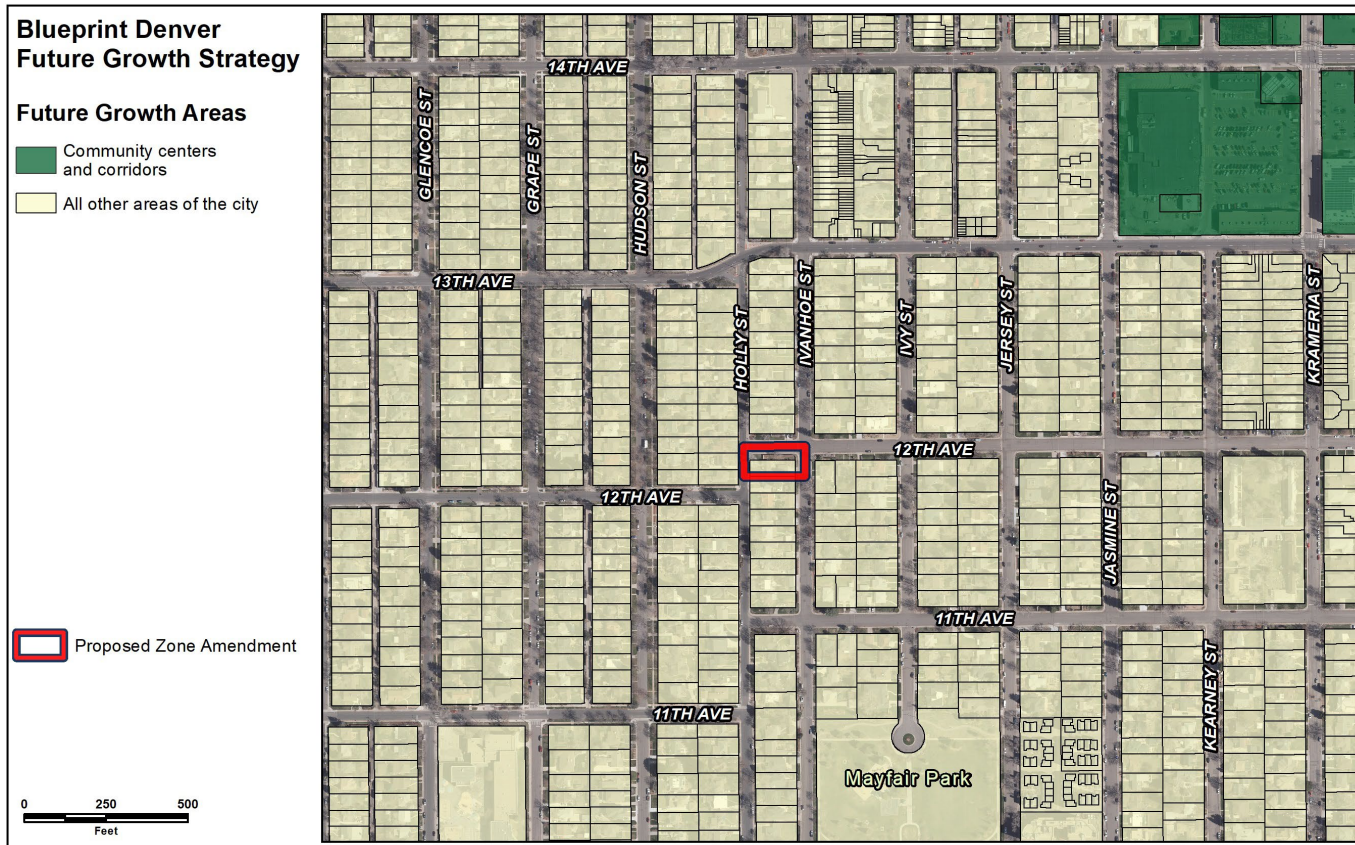 Blueprint Denver
Future Growth Strategy
Future Growth Areas
Community centers
and corridors
All other areas of the city
Proposed Zone Amendment
0 250 500
Feet
14TH AVE
GLENCOE ST
GRAPE ST
HUDSON ST
13TH AVE
HOLLY ST
IVANHOE ST
IVY ST
JERSEY ST
KRAMERIA ST
12TH AVE
12TH AVE
JASMINE ST
11TH AVE
KEARNEY ST
11TH AVE
Mayfair Park